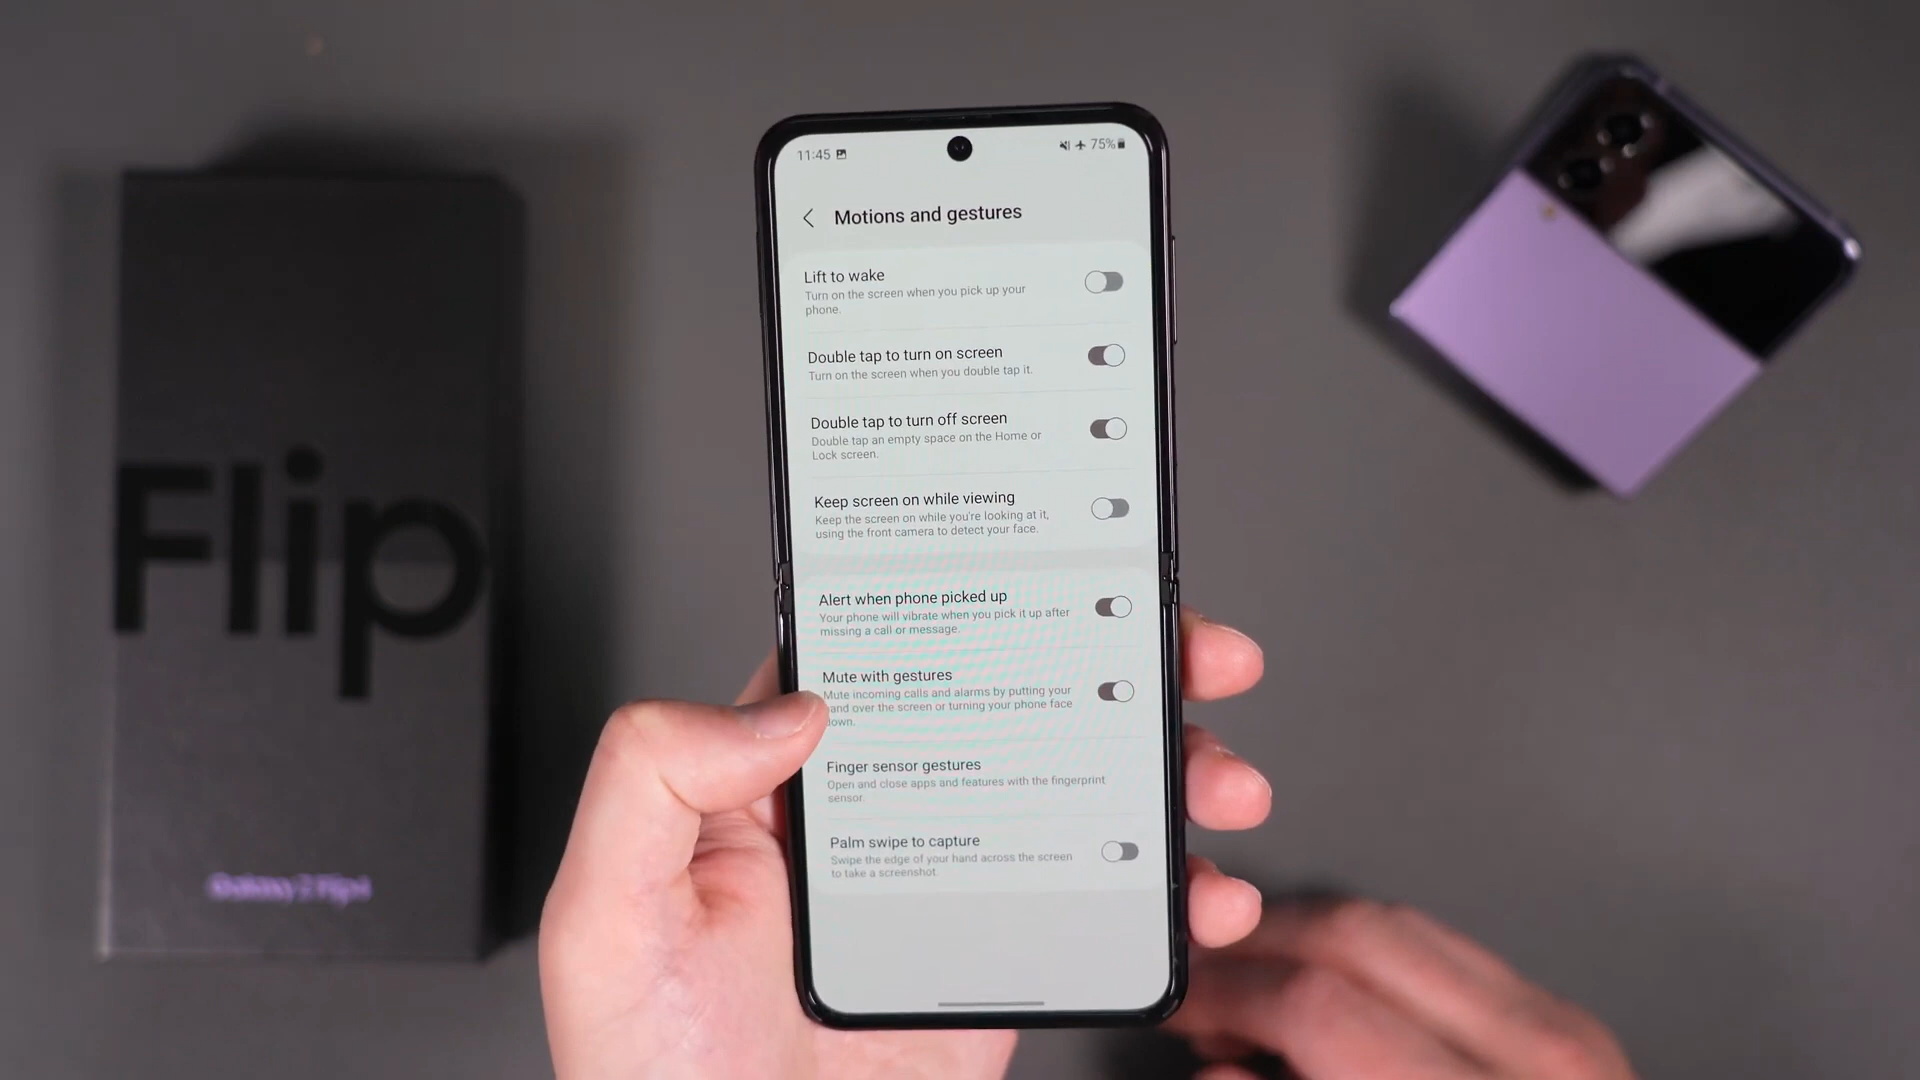 Flip
Galaxy Z Flip4
11:45
75%
Motions and gestures
Lift to wake
Turn on the screen when you pick up your
phone.
Double tap to turn on screen
Turn on the screen when you double tap it.
Double tap to turn off screen
Double tap an empty space on the Home or
Lock screen.
Keep screen on while viewing
Keep the screen on while you're looking at it,
using the front camera to detect your face.
Alert when phone picked up
Your phone will vibrate when you pick it up after
missing a call or message.
Mute with gestures
Mute incoming calls and alarms by putting your
hand over the screen or turning your phone face
down.
Finger sensor gestures
Open and close apps and features with the fingerprint
sensor.
Palm swipe to capture
Swipe the edge of your hand across the screen
to take a screenshot.